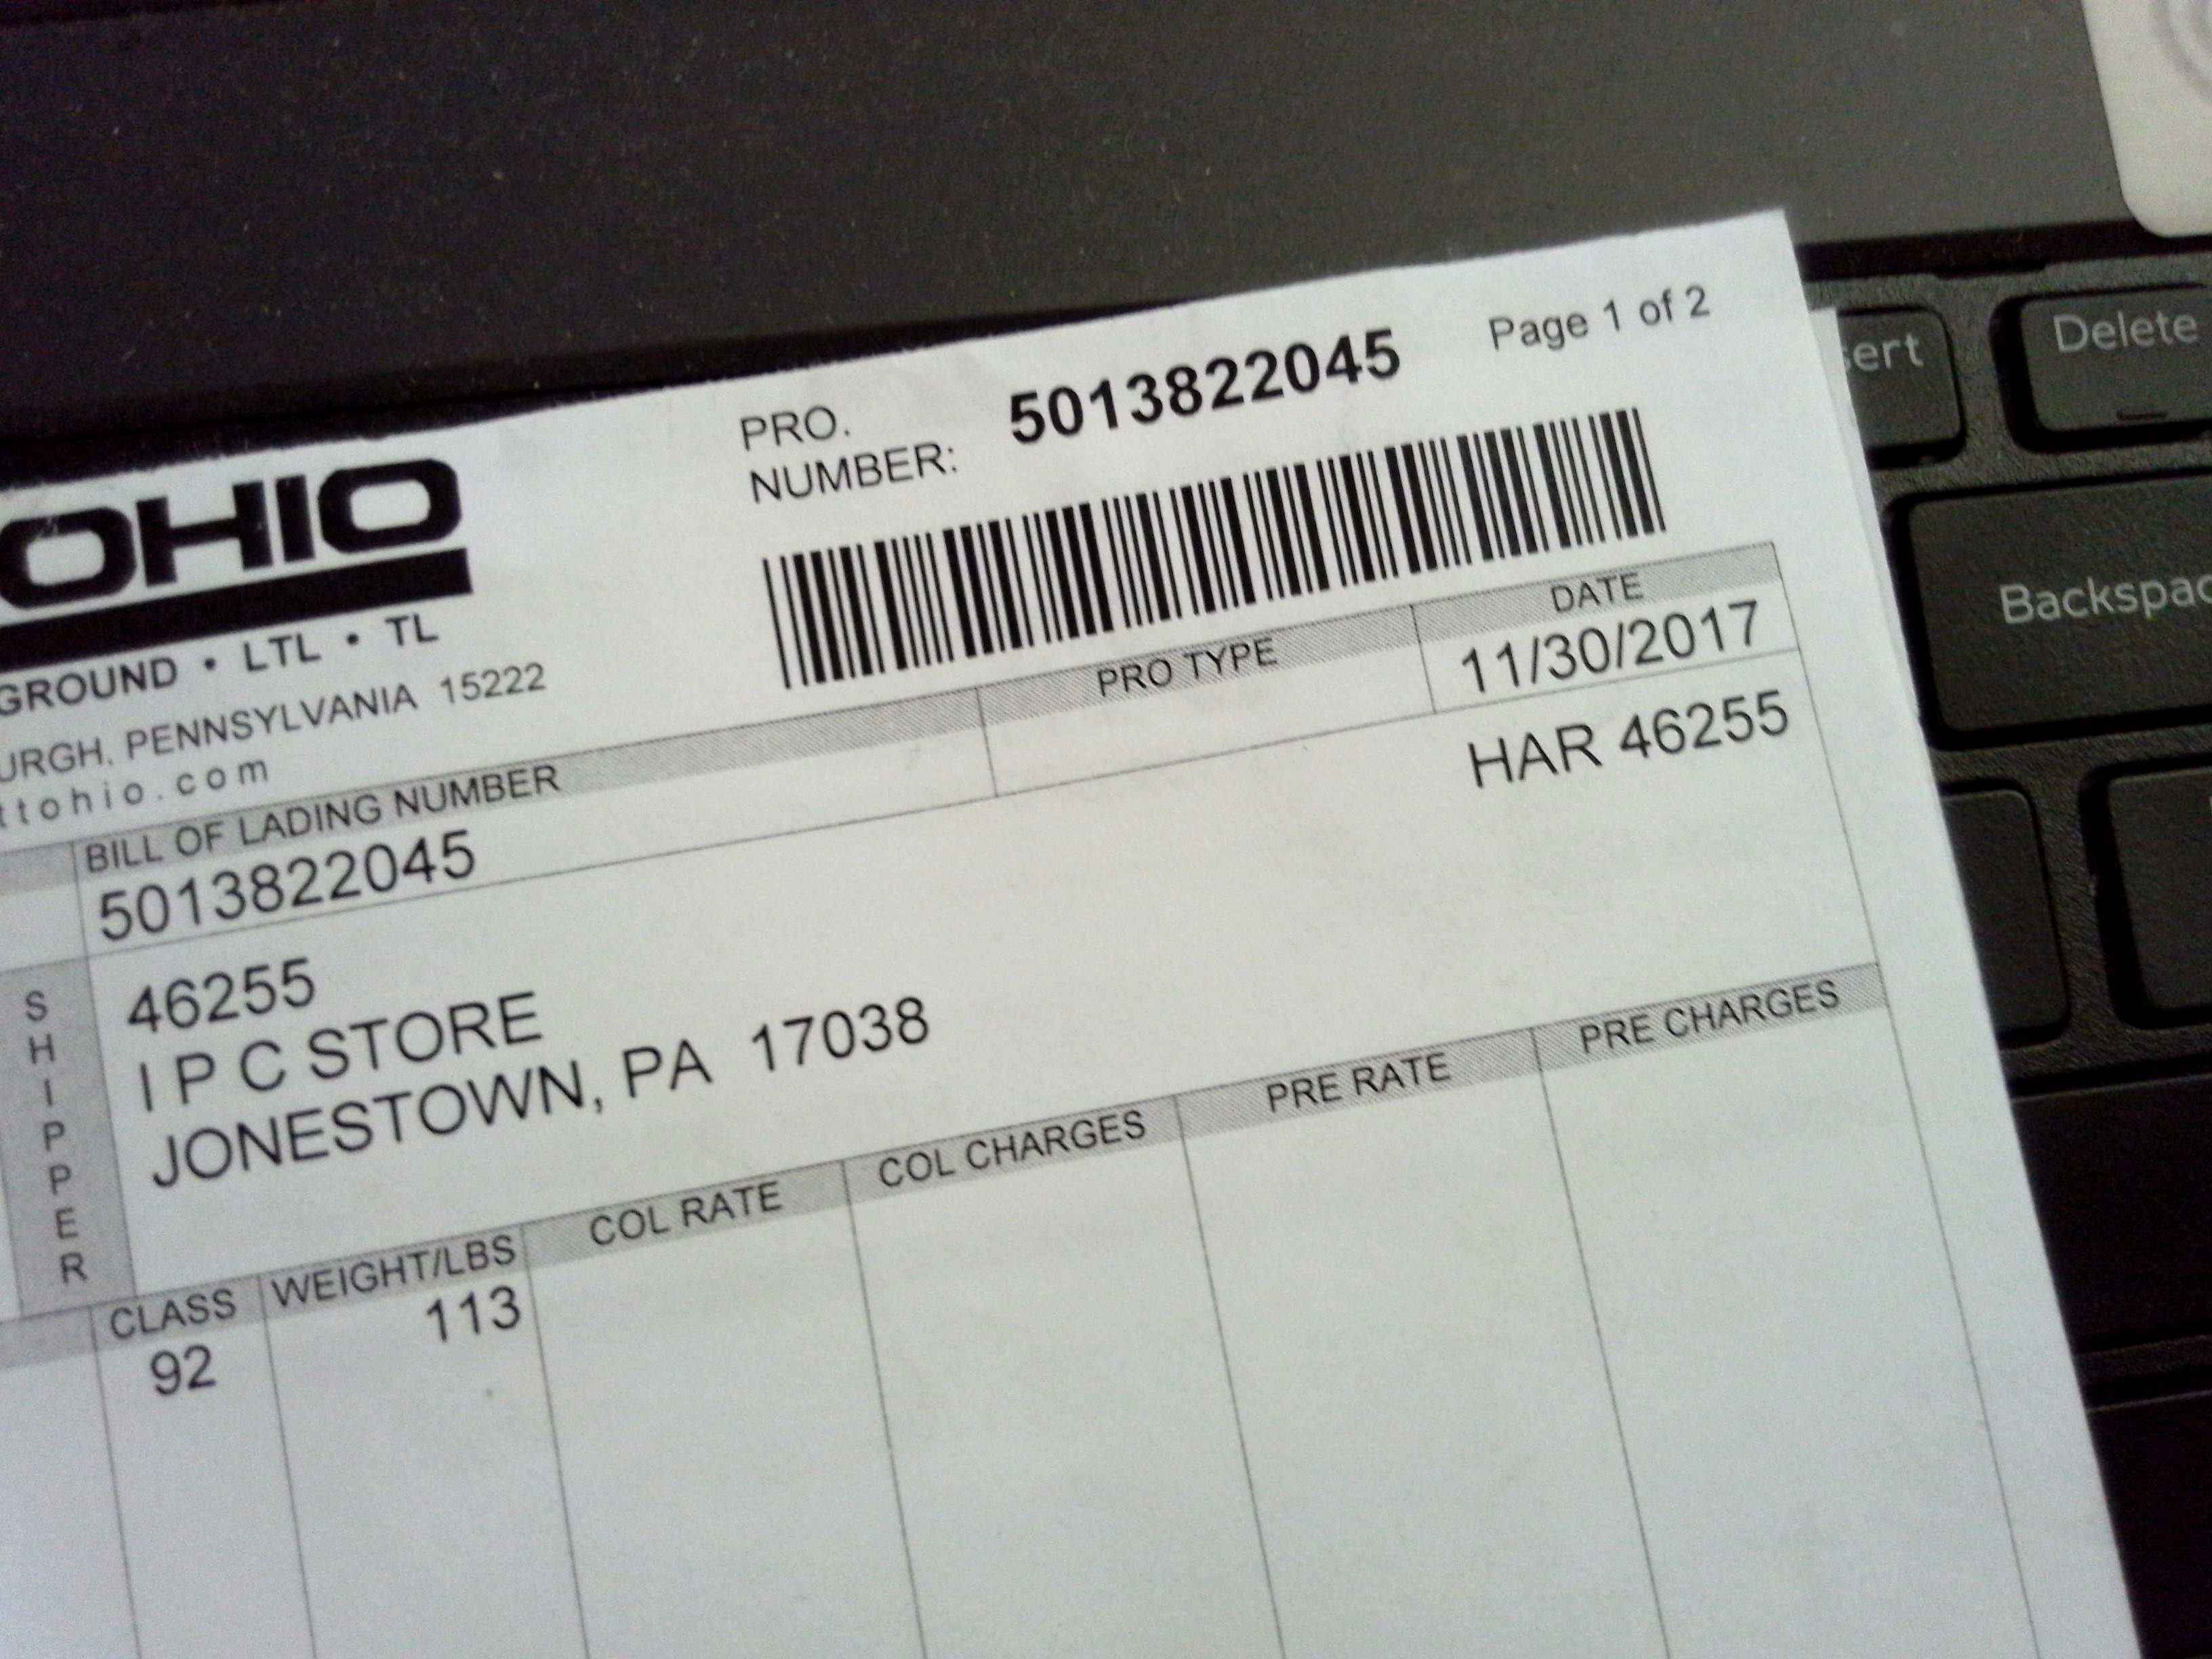 Page 1 of 2
PRO. NUMBER: 5013822045
OHIO
GROUND • LTL • TL
URGH, PENNSYLVANIA 15222
ttohio.com
BILL OF LADING NUMBER PRO TYPE DATE
5013822045 11/30/2017
HAR 46255
SHIPPER
46255
I P C STORE
JONESTOWN, PA 17038
CLASS WEIGHT/LBS COL RATE COL CHARGES PRE RATE PRE CHARGES
92 113
sert
Delete
Backspac